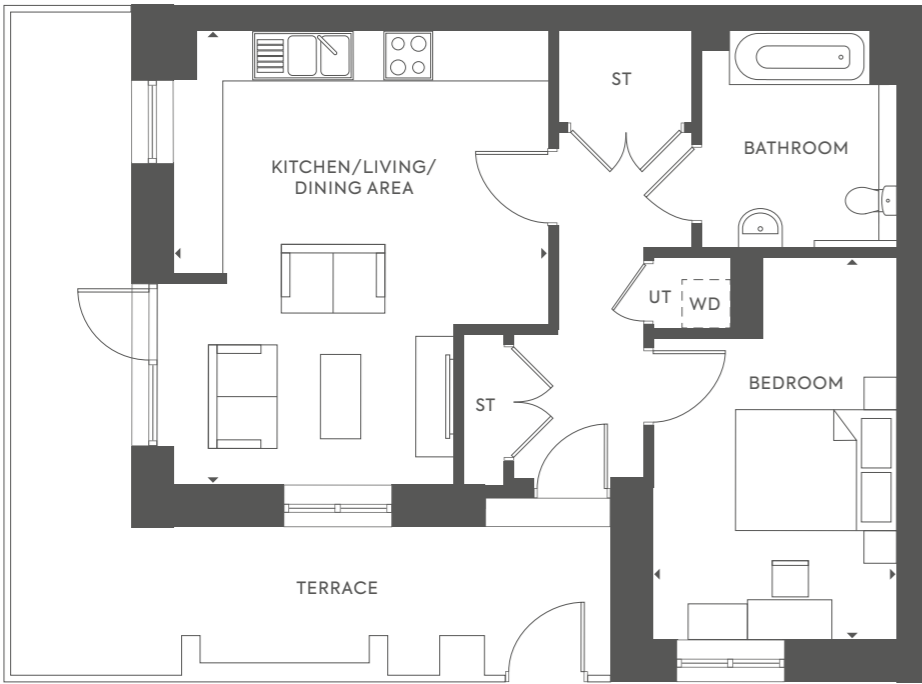 ST
BATHROOM
KITCHEN/LIVING/
DINING AREA
UT
WD
BEDROOM
ST
TERRACE